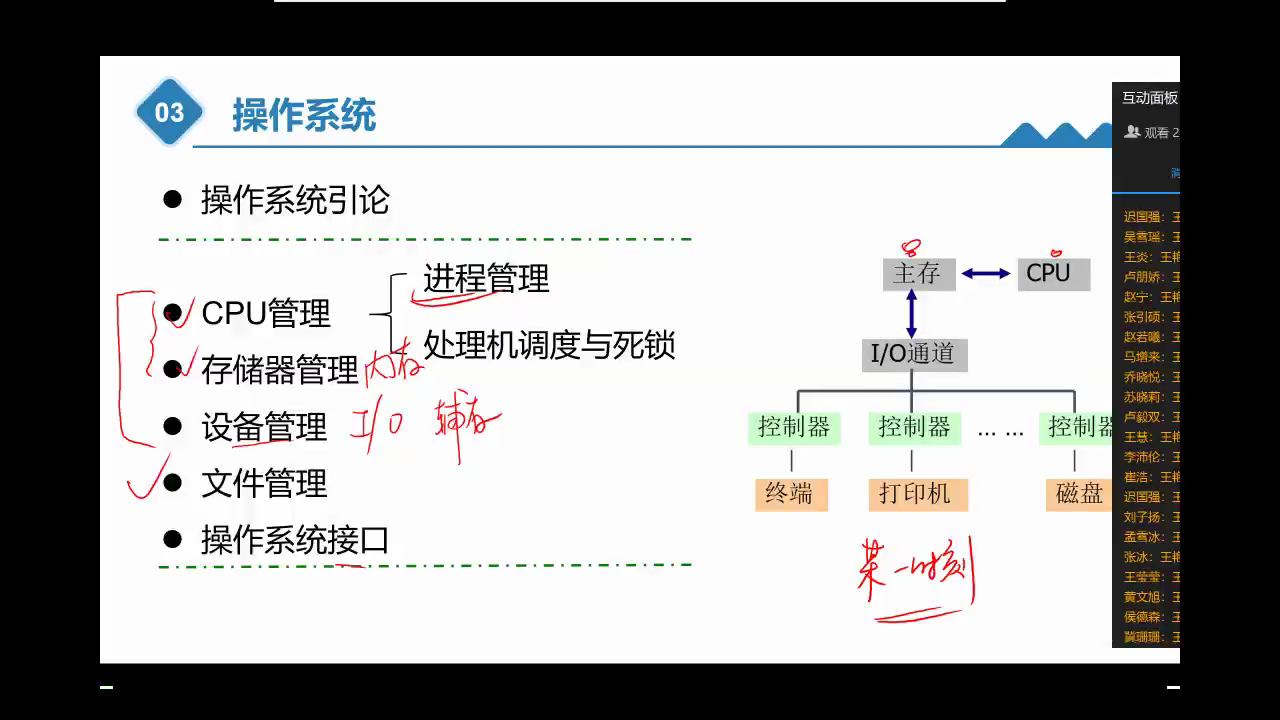 03 操作系统
操作系统引论
CPU管理
进程管理
处理机调度与死锁
存储器管理 内存
设备管理 I/O 辅存
文件管理
操作系统接口
主存 CPU
I/O通道
控制器 控制器 … … 控制器
终端 打印机 磁盘
某一时刻
互动面板
观看 2
迟国强: 王
吴雪瑶: 王
王炎: 王艳
卢朋娇: 王
赵宁: 王艳
张引硕: 王
赵若曦: 王
马增来: 王
乔晓悦: 王
苏晓莉: 王
卢毅双: 王
王慧: 王艳
李沛伦: 王
崔浩: 王艳
迟国强: 王
刘子扬: 王
孟雪冰: 王
张冰: 王艳
王莹莹: 王
黄文旭: 王
侯德森: 王
冀珊珊: 王